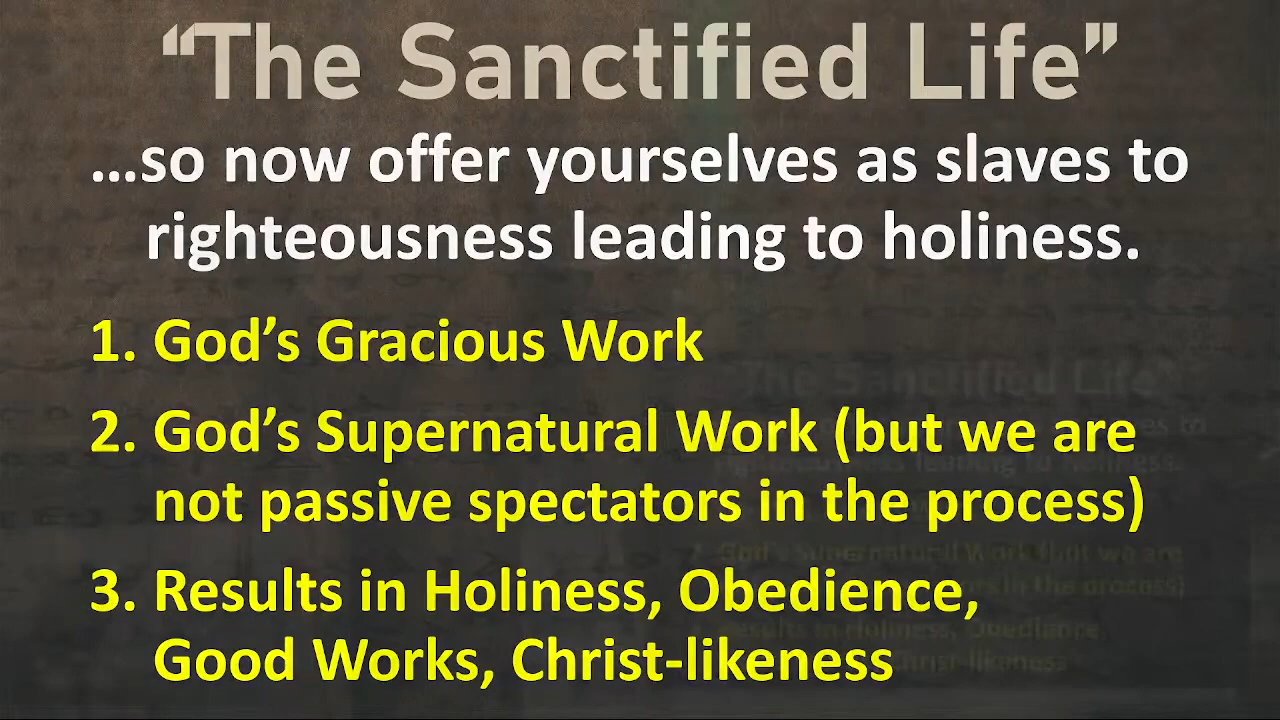 “The Sanctified Life”
...so now offer yourselves as slaves to
righteousness leading to holiness.
1. God’s Gracious Work
2. God’s Supernatural Work (but we are
not passive spectators in the process)
3. Results in Holiness, Obedience,
Good Works, Christ-likeness